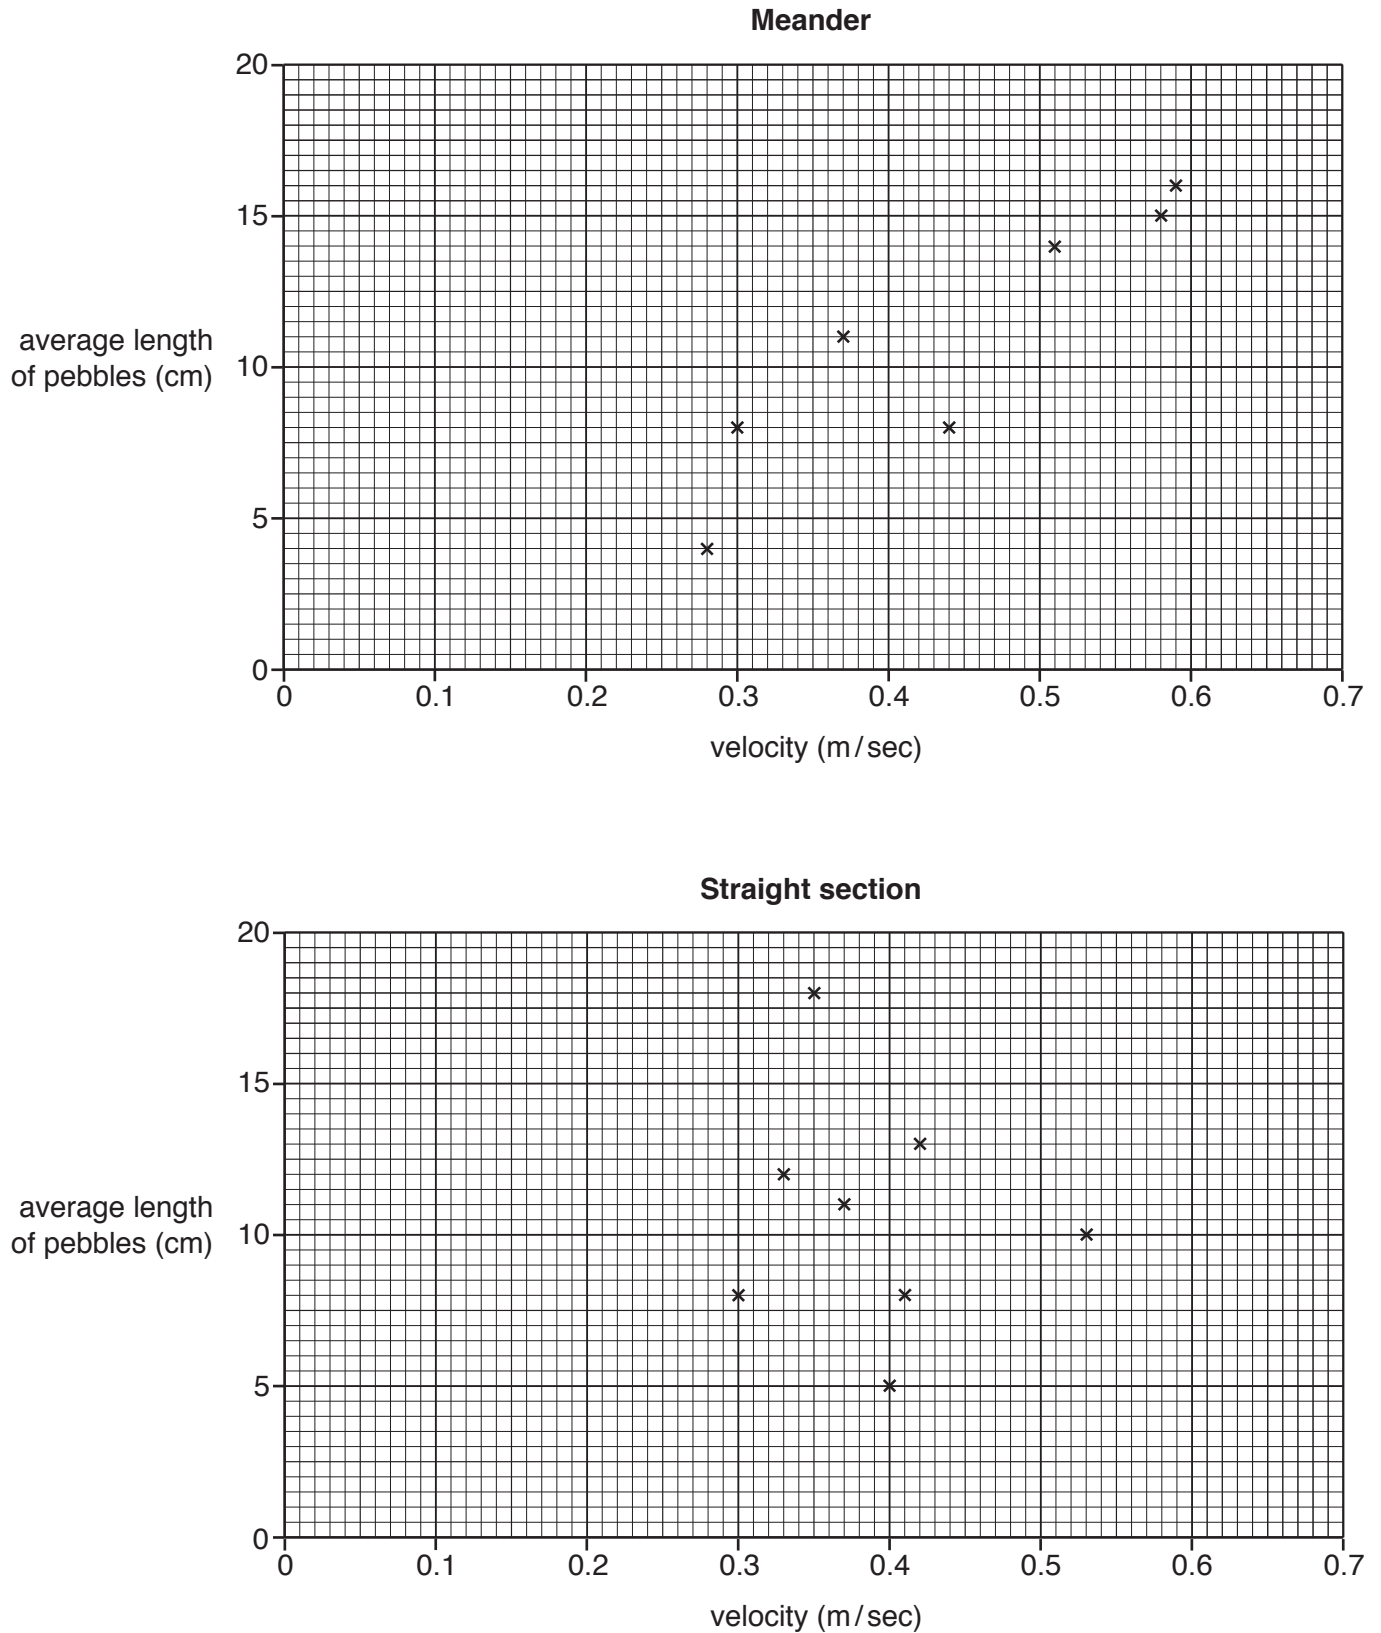 Meander
20
15
average length
of pebbles (cm)
10
5
0
0 0.1 0.2 0.3 0.4 0.5 0.6 0.7
velocity (m / sec)
Straight section
20
15
average length
of pebbles (cm)
10
5
0
0 0.1 0.2 0.3 0.4 0.5 0.6 0.7
velocity (m / sec)